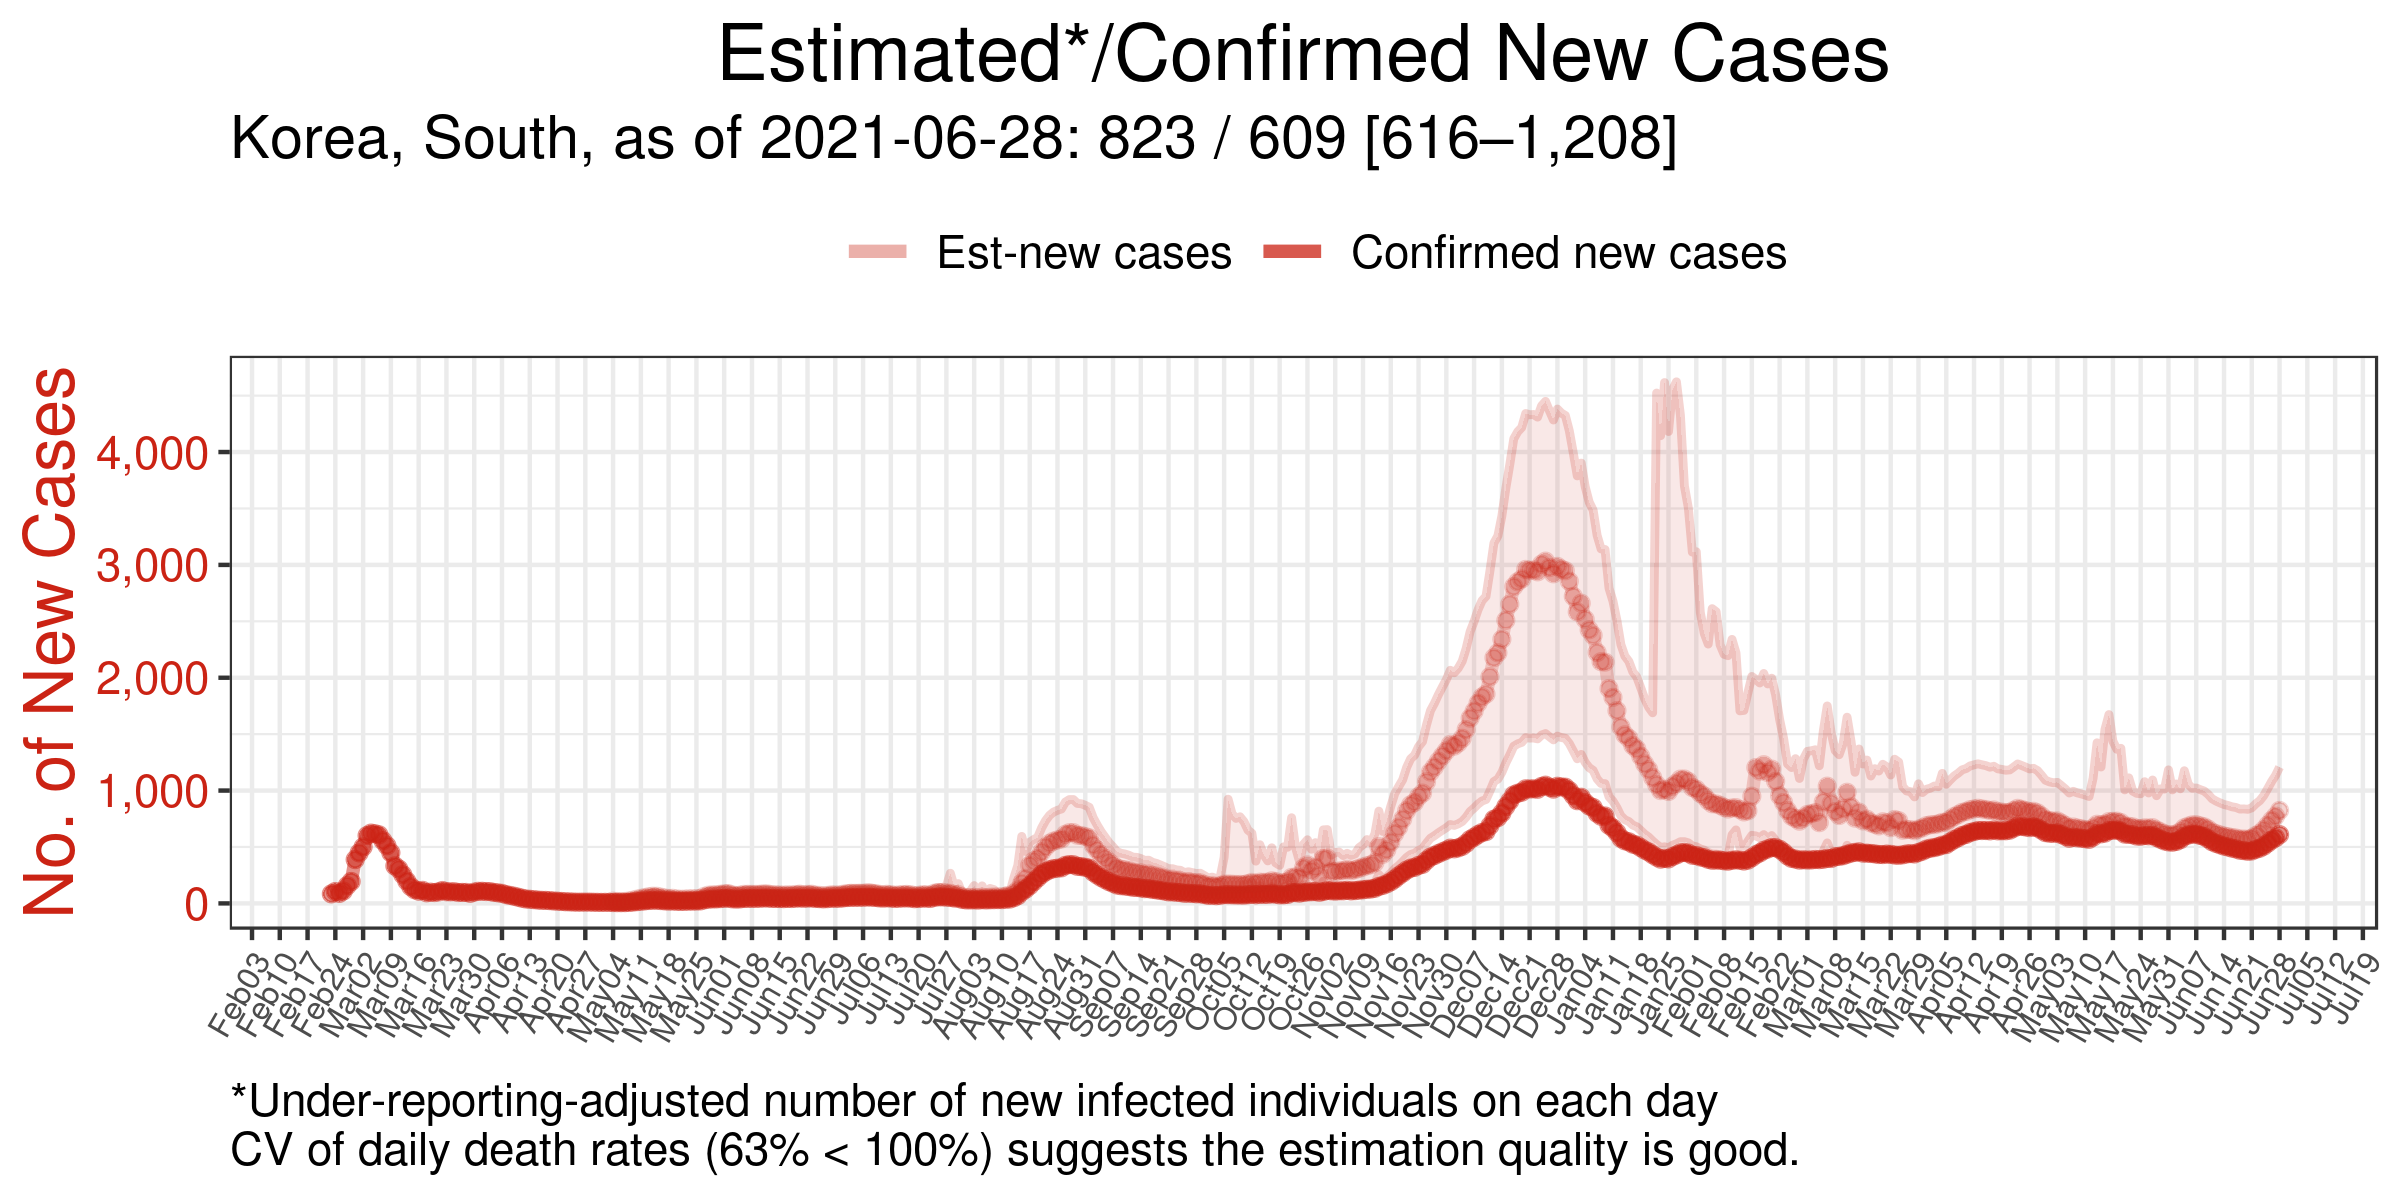 Estimated*/Confirmed New Cases
Korea, South, as of 2021-06-28: 823 / 609 [616–1,208]
Est-new cases
Confirmed new cases
No. of New Cases
4,000
3,000
2,000
1,000
0
Feb03
Feb10
Feb17
Feb24
Mar02
Mar09
Mar16
Mar23
Mar30
Apr06
Apr13
Apr20
Apr27
May04
May11
May18
May25
Jun01
Jun08
Jun15
Jun22
Jun29
Jul06
Jul13
Jul20
Jul27
Aug03
Aug10
Aug17
Aug24
Aug31
Sep07
Sep14
Sep21
Sep28
Oct05
Oct12
Oct19
Oct26
Nov02
Nov09
Nov16
Nov23
Nov30
Dec07
Dec14
Dec21
Dec28
Jan04
Jan11
Jan18
Jan25
Feb01
Feb08
Feb15
Feb22
Mar01
Mar08
Mar15
Mar22
Mar29
Apr05
Apr12
Apr19
Apr26
May03
May10
May17
May24
May31
Jun07
Jun14
Jun21
Jun28
Jul05
Jul12
Jul19
*Under-reporting-adjusted number of new infected individuals on each day
CV of daily death rates (63% < 100%) suggests the estimation quality is good.